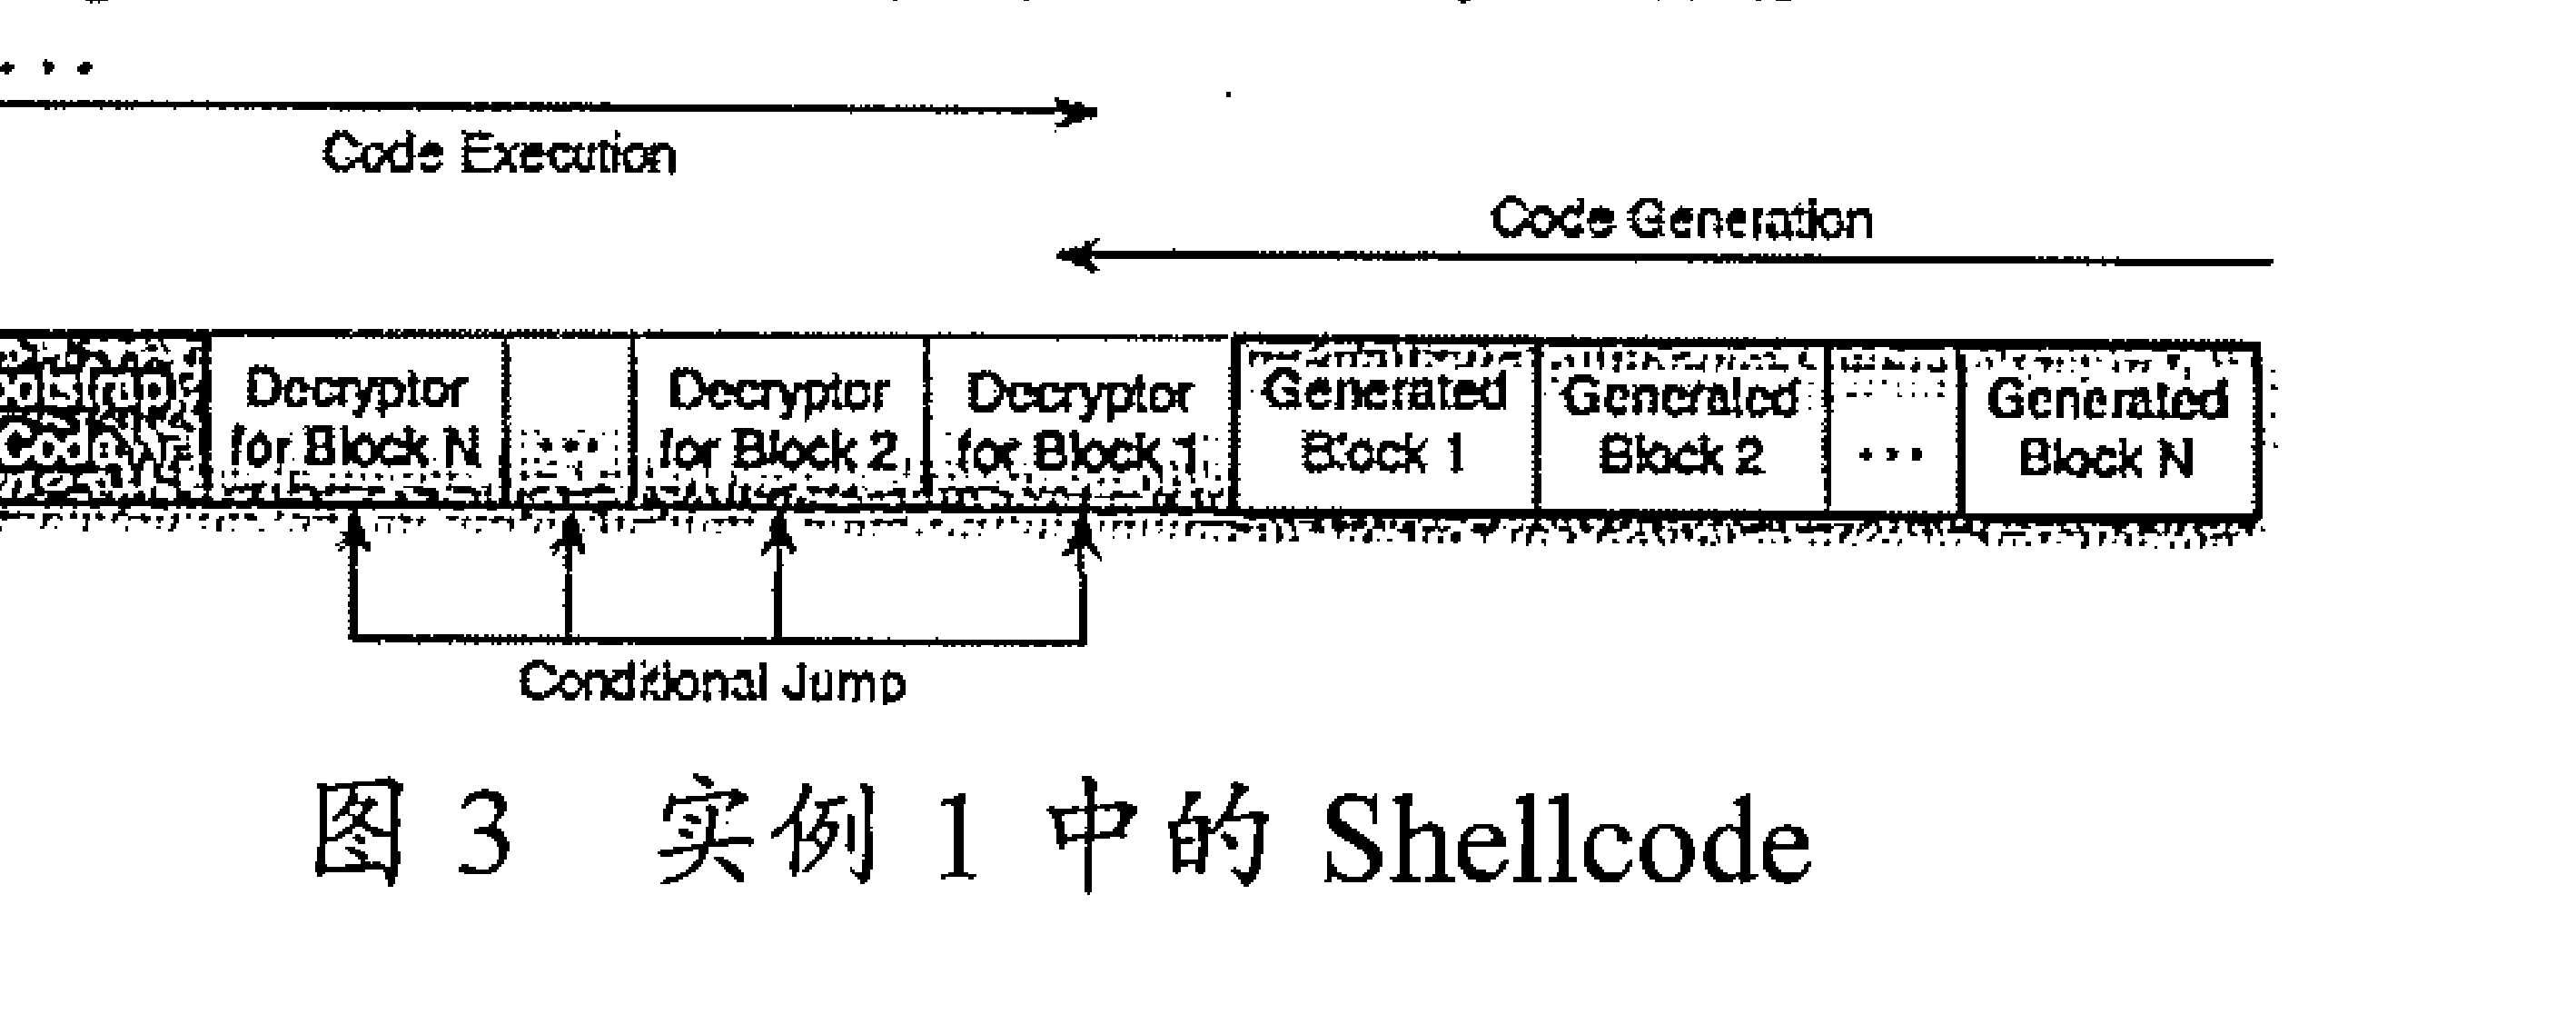 ...
Code Execution
Code Generation
Code
Decryptor
for Block N
...
Decryptor
for Block 2
Decryptor
for Block 1
Generated
Block 1
Generated
Block 2
...
Generated
Block N
Conditional Jump
图 3 实例 1 中的 Shellcode